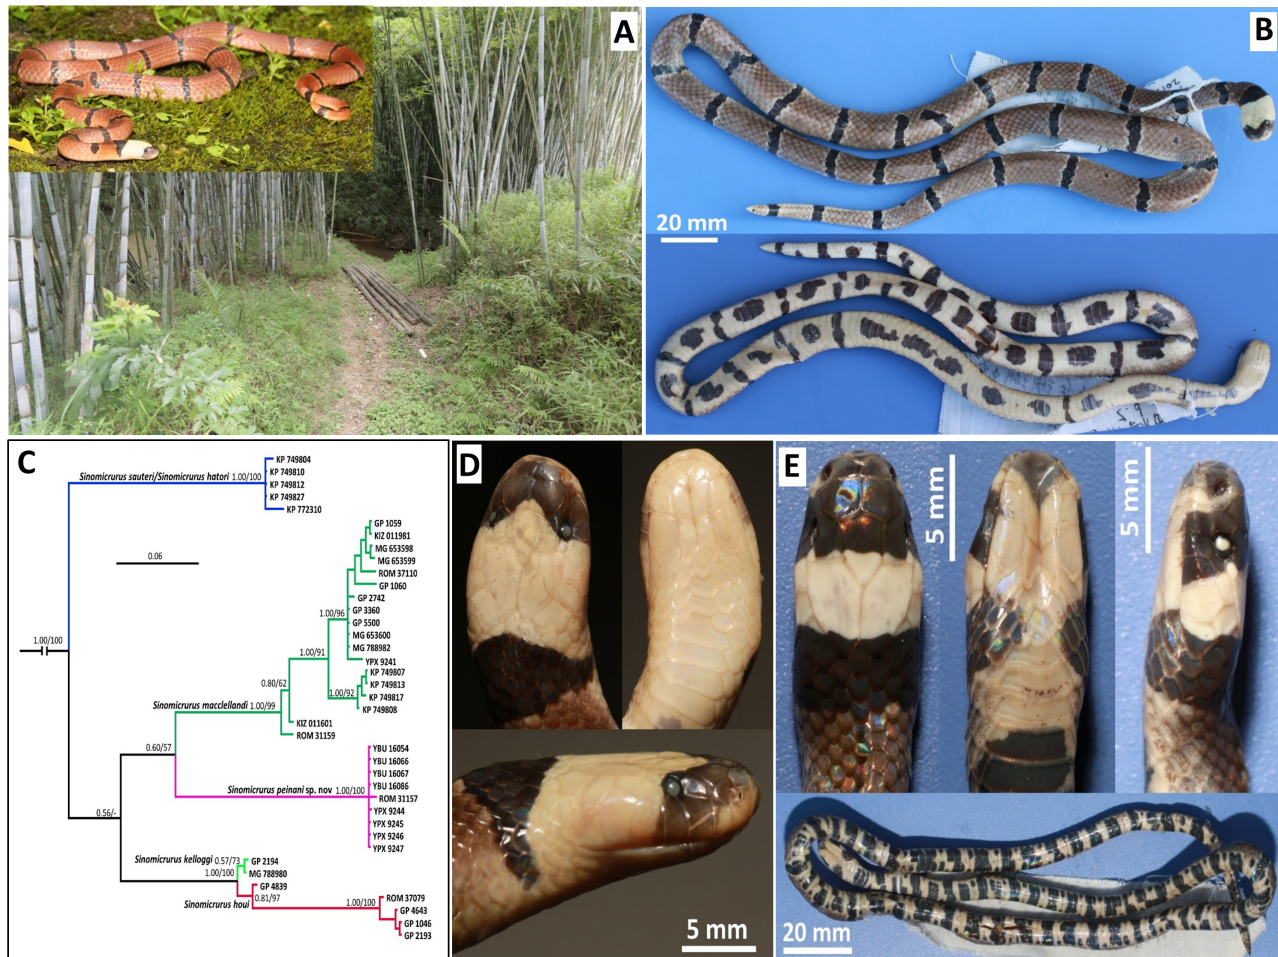 A
B
20 mm
C
Sinomicrurus sauteri/Sinomicrurus hatori 1.00/100
KP 749804
KP 749810
KP 749812
KP 749827
KP 772310
0.06
GP 1059
KIZ 011981
MG 653598
MG 653599
ROM 37110
GP 1060
GP 2742
1.00/96
GP 3360
GP 5500
MG 653600
MG 788982
1.00/100
1.00/91
YPX 9241
KP 749807
KP 749813
0.80/62
1.00/92
KP 749817
KP 749808
Sinomicrurus macclellandi 1.00/99
KIZ 011601
ROM 31159
0.60/57
YBU 16054
YBU 16066
YBU 16067
YBU 16086
Sinomicrurus peinani sp. nov 1.00/100
ROM 31157
YPX 9244
YPX 9245
YPX 9246
YPX 9247
0.56/-
Sinomicrurus kelloggi 0.57/73
GP 2194
1.00/100
MG 788980
GP 4839
0.81/97
Sinomicrurus houi
1.00/100
ROM 37079
GP 4643
GP 1046
GP 2193
D
5 mm
E
5 mm
5 mm
20 mm